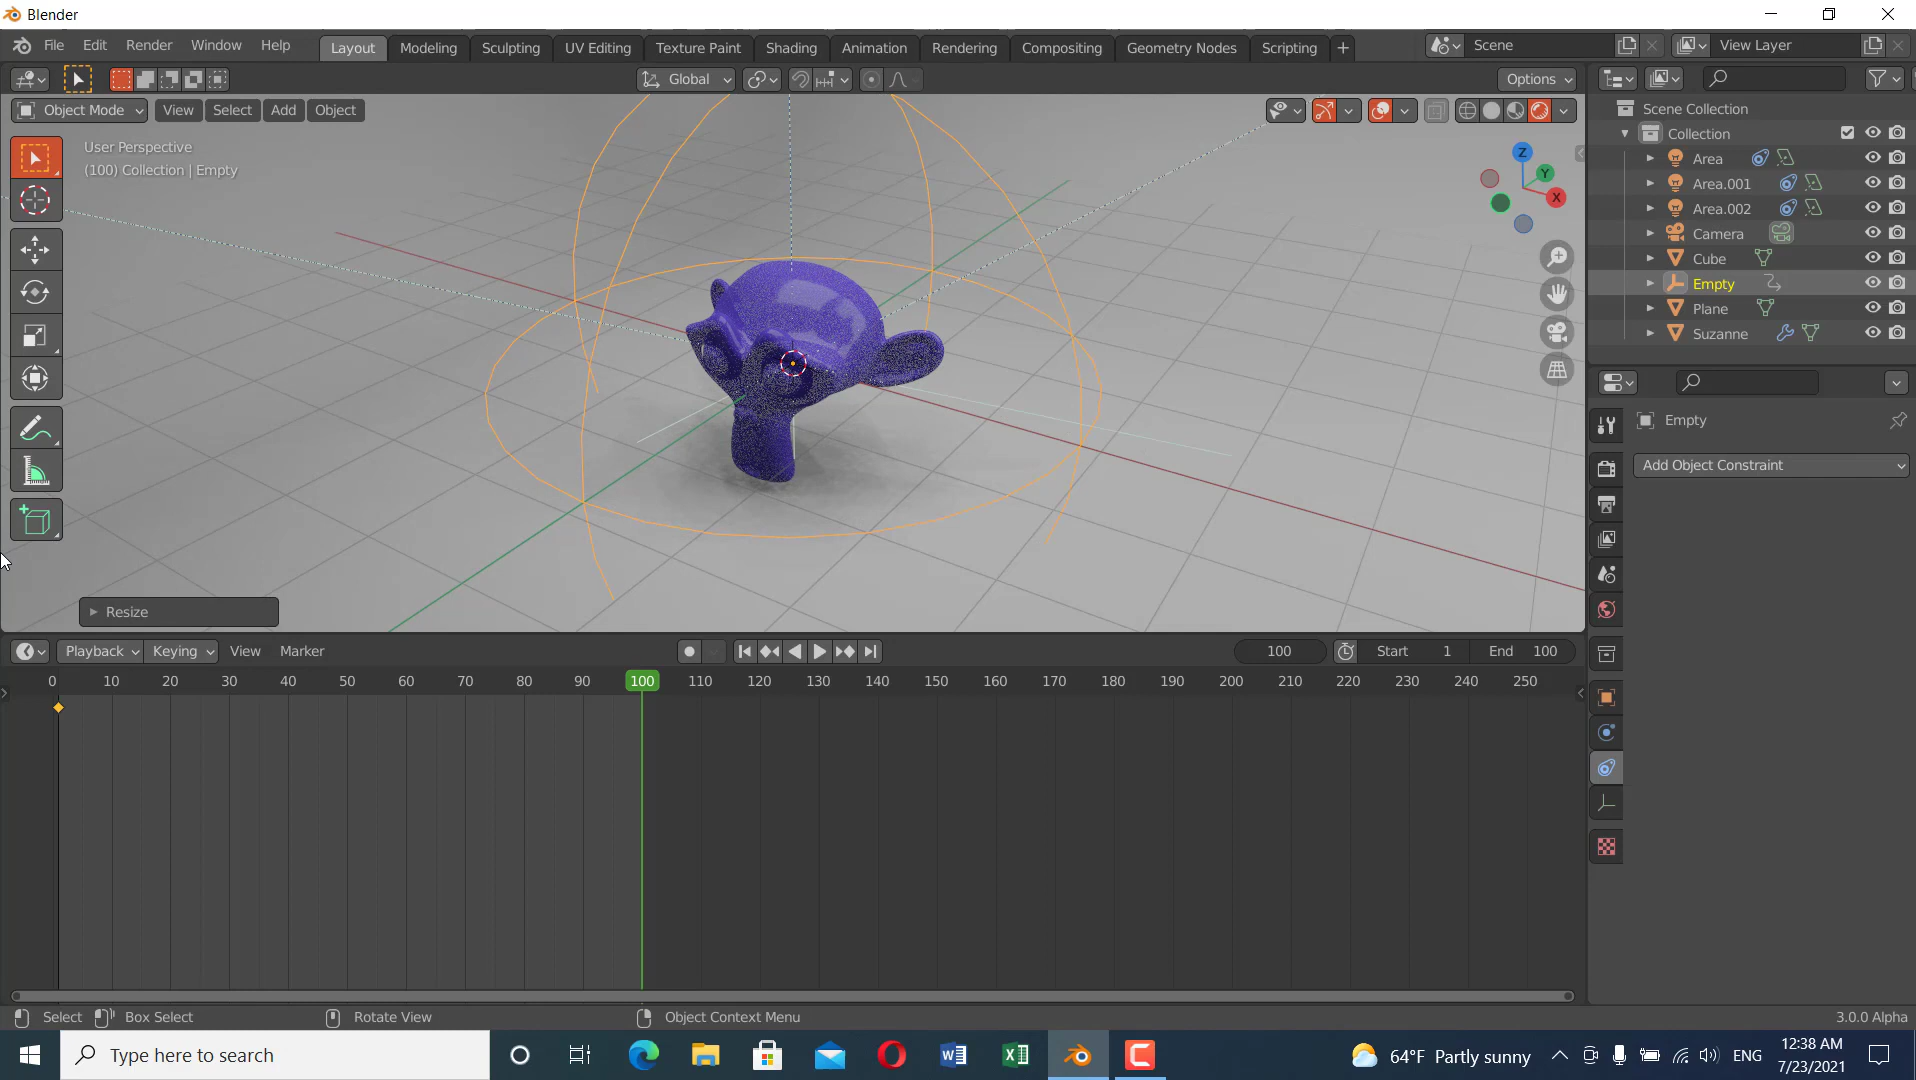 Blender
File Edit Render Window Help Layout Modeling Sculpting UV Editing Texture Paint Shading Animation Rendering Compositing Geometry Nodes Scripting + Scene View Layer
Global Options
Object Mode View Select Add Object
User Perspective
(100) Collection | Empty
Z
Y
X
Resize
Scene Collection
Collection
Area
Area.001
Area.002
Camera
Cube
Empty
Plane
Suzanne
Empty
Add Object Constraint
Playback Keying View Marker 100 Start 1 End 100
0 10 20 30 40 50 60 70 80 90 100 110 120 130 140 150 160 170 180 190 200 210 220 230 240 250
Select Box Select Rotate View Object Context Menu 3.0.0 Alpha
Type here to search 64°F Partly sunny ENG 12:38 AM
7/23/2021